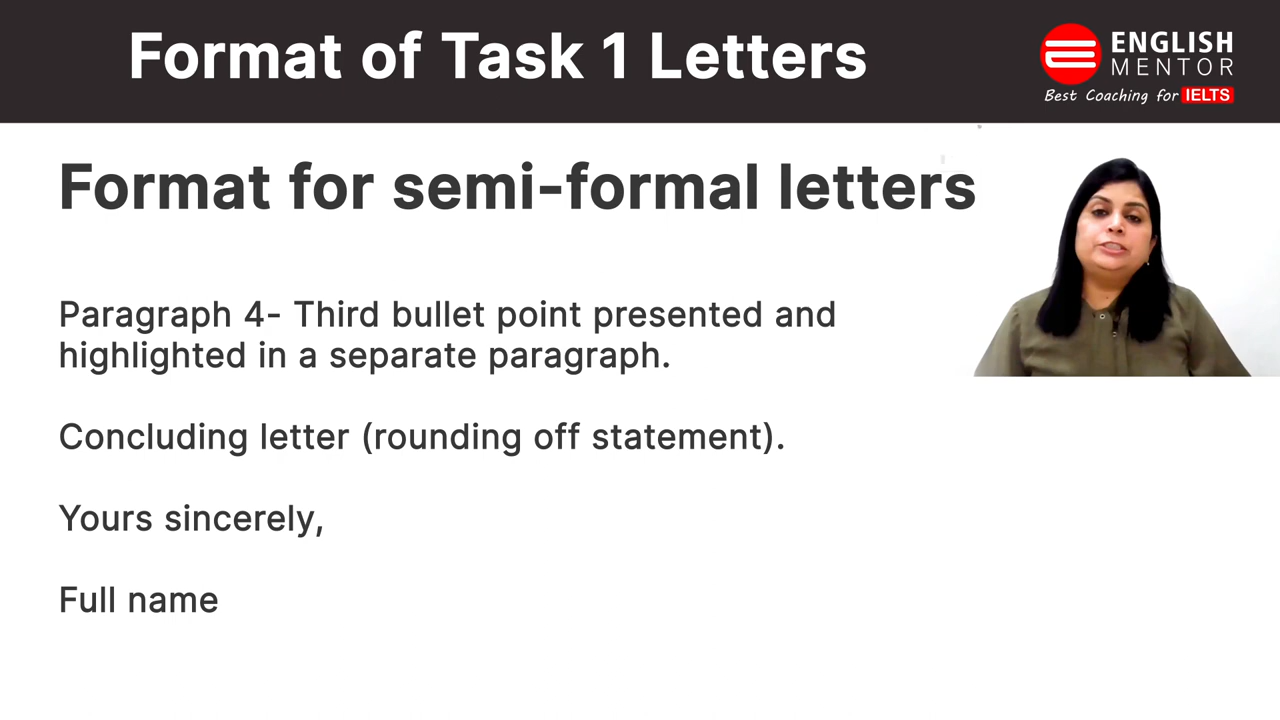 Format of Task 1 Letters
ENGLISH
MENTOR
Best Coaching for IELTS
Format for semi-formal letters
Paragraph 4- Third bullet point presented and
highlighted in a separate paragraph.
Concluding letter (rounding off statement).
Yours sincerely,
Full name